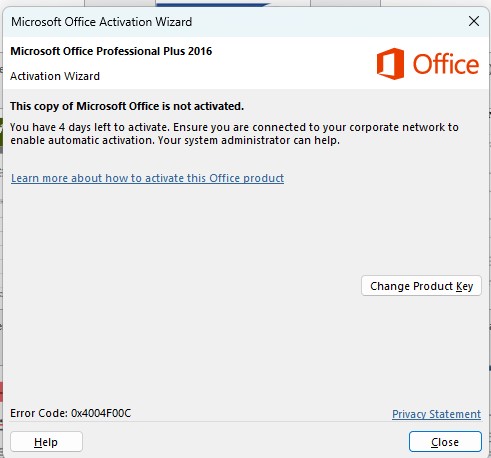 Microsoft Office Activation Wizard
Microsoft Office Professional Plus 2016
Activation Wizard
Office
This copy of Microsoft Office is not activated.
You have 4 days left to activate. Ensure you are connected to your corporate network to
enable automatic activation. Your system administrator can help.
Learn more about how to activate this Office product
Change Product Key
Error Code: 0x4004F00C
Privacy Statement
Help
Close